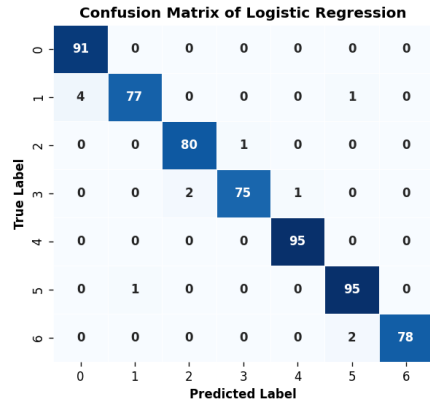 Confusion Matrix of Logistic Regression
0 91 0 0 0 0 0 0
1 4 77 0 0 0 1 0
2 0 0 80 1 0 0 0
3 0 0 2 75 1 0 0
4 0 0 0 0 95 0 0
5 0 1 0 0 0 95 0
6 0 0 0 0 0 2 78
0 1 2 3 4 5 6
True Label
Predicted Label